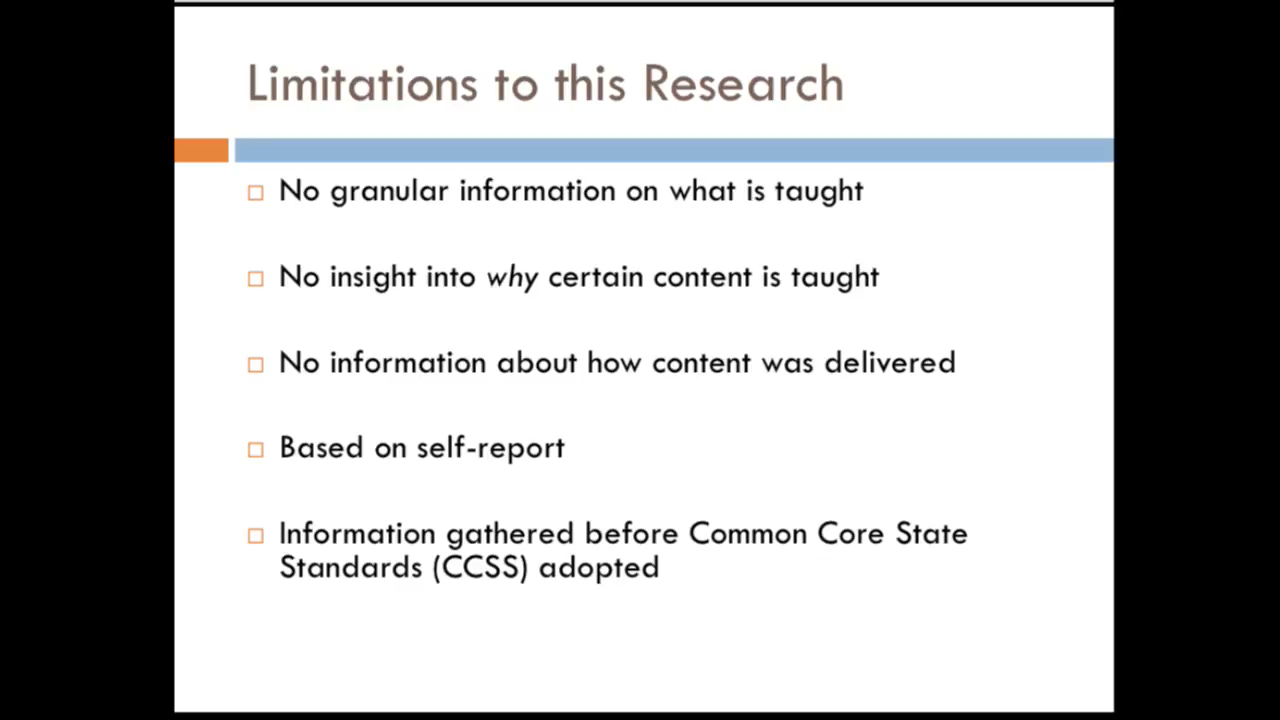 Limitations to this Research
No granular information on what is taught
No insight into why certain content is taught
No information about how content was delivered
Based on self-report
Information gathered before Common Core State
Standards (CCSS) adopted